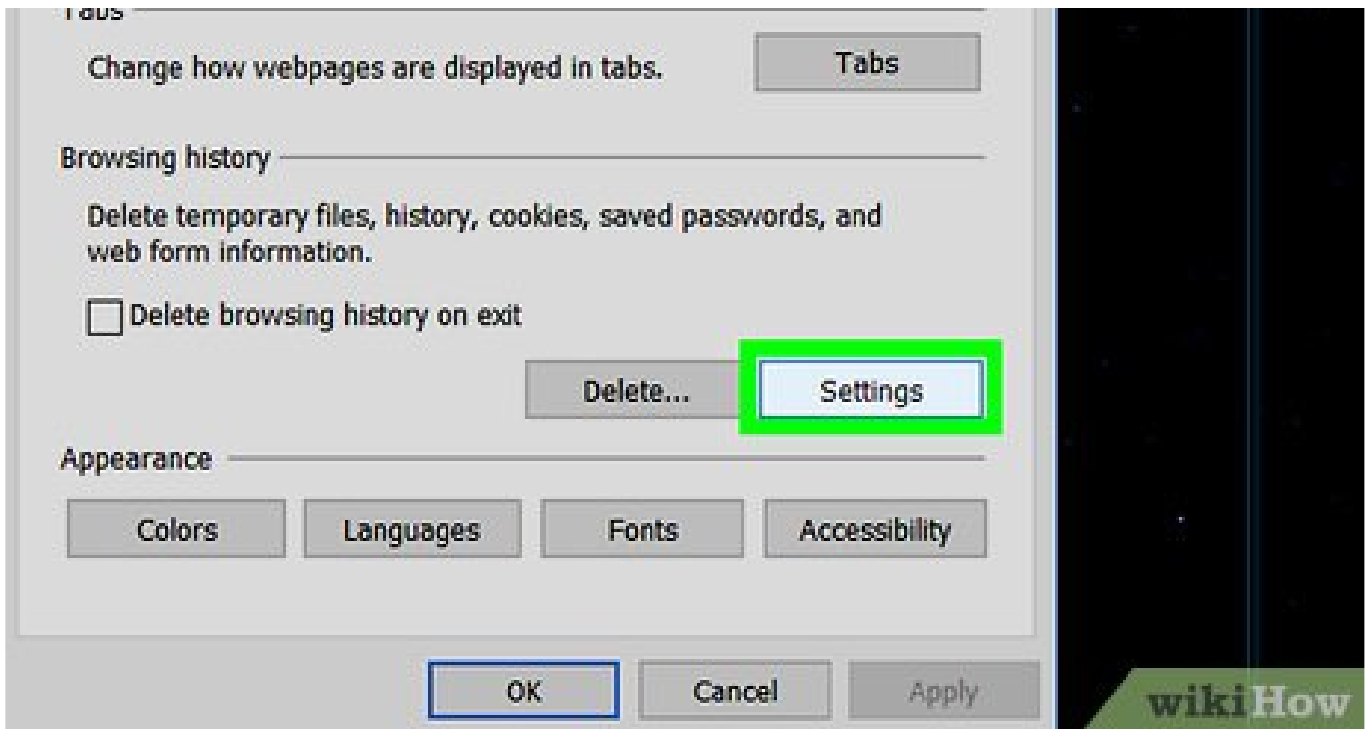 Tabs
Change how webpages are displayed in tabs.
Tabs
Browsing history
Delete temporary files, history, cookies, saved passwords, and
web form information.
Delete browsing history on exit
Delete... Settings
Appearance
Colors Languages Fonts Accessibility
OK Cancel Apply
wikiHow